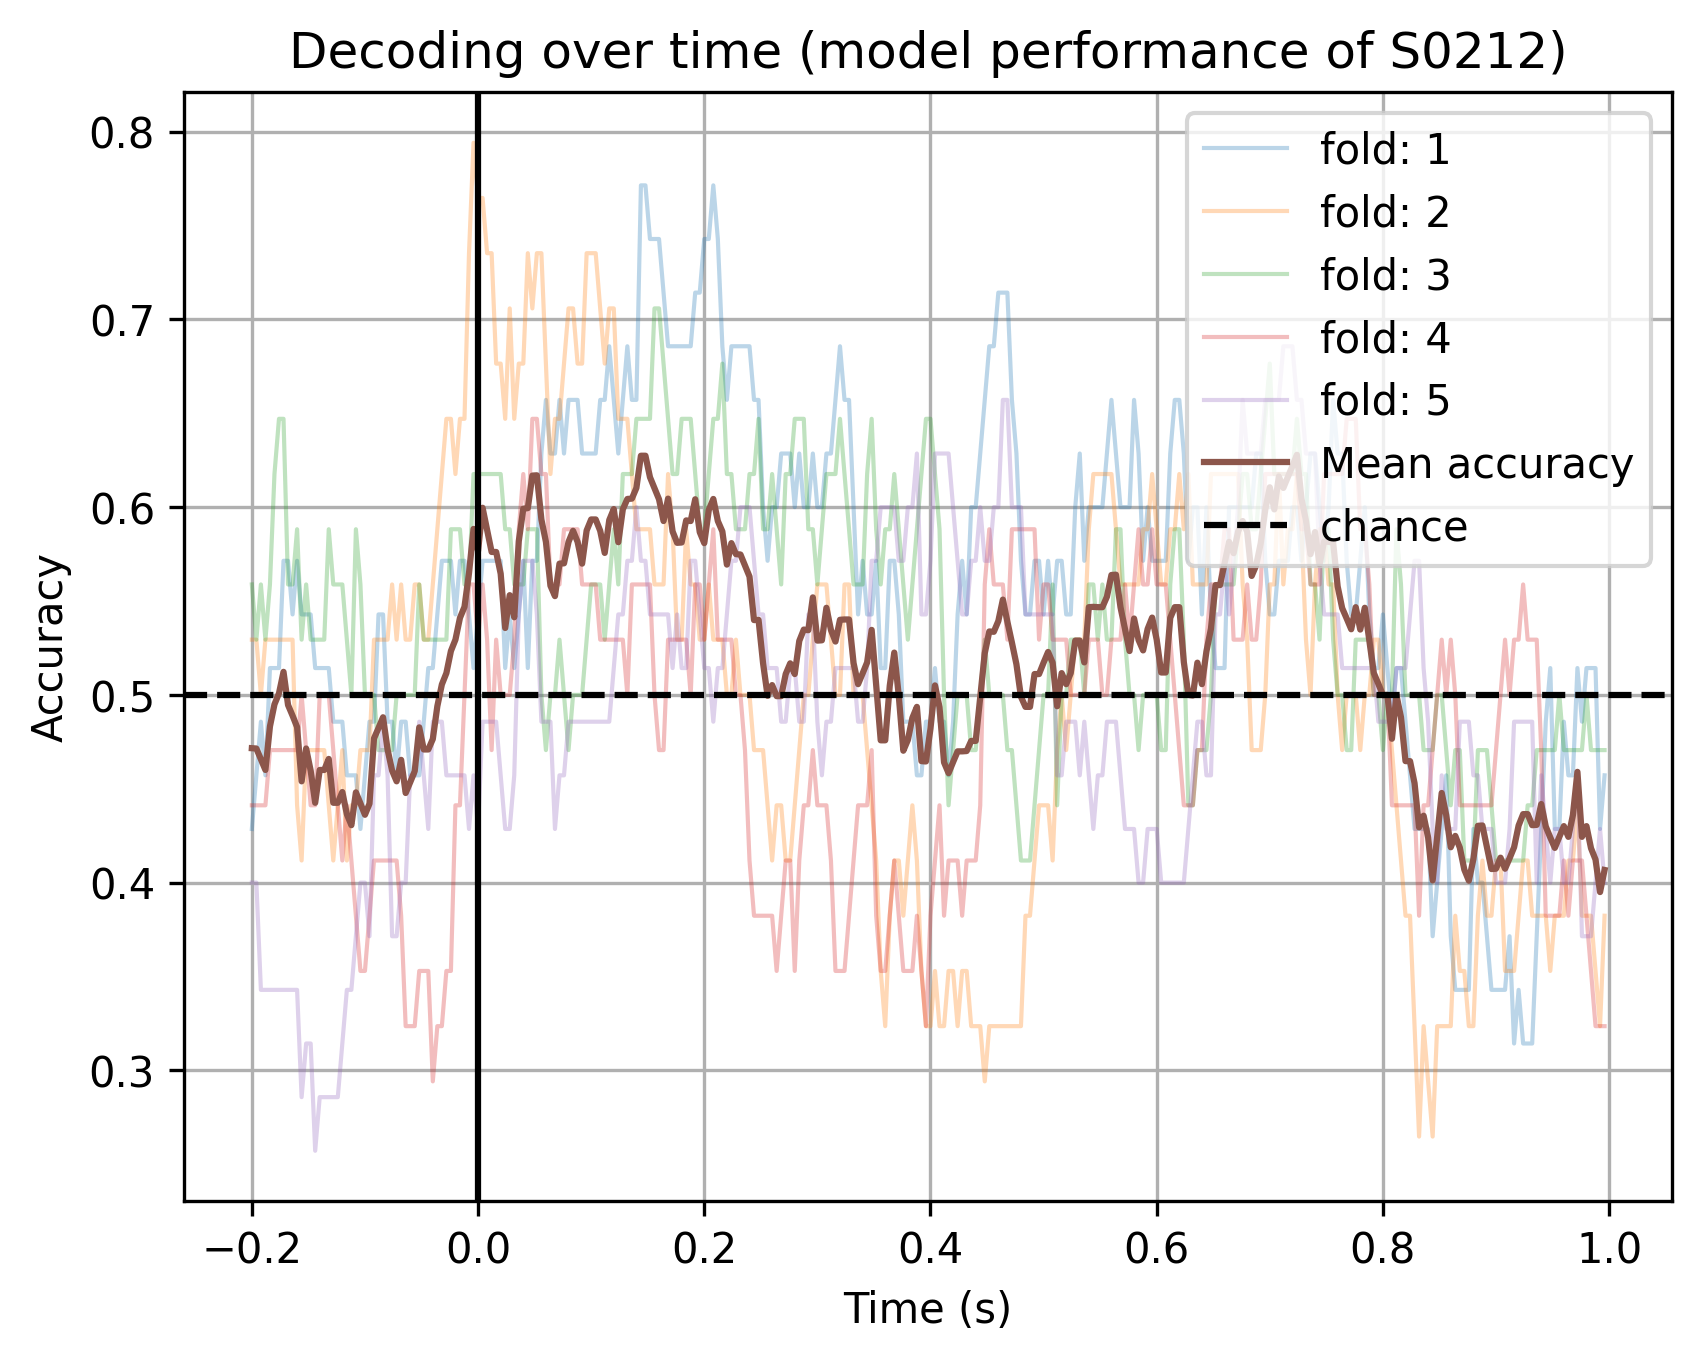 Decoding over time (model performance of S0212)
Accuracy
0.8
0.7
0.6
0.5
0.4
0.3
fold: 1
fold: 2
fold: 3
fold: 4
fold: 5
Mean accuracy
chance
−0.2 0.0 0.2 0.4 0.6 0.8 1.0
Time (s)